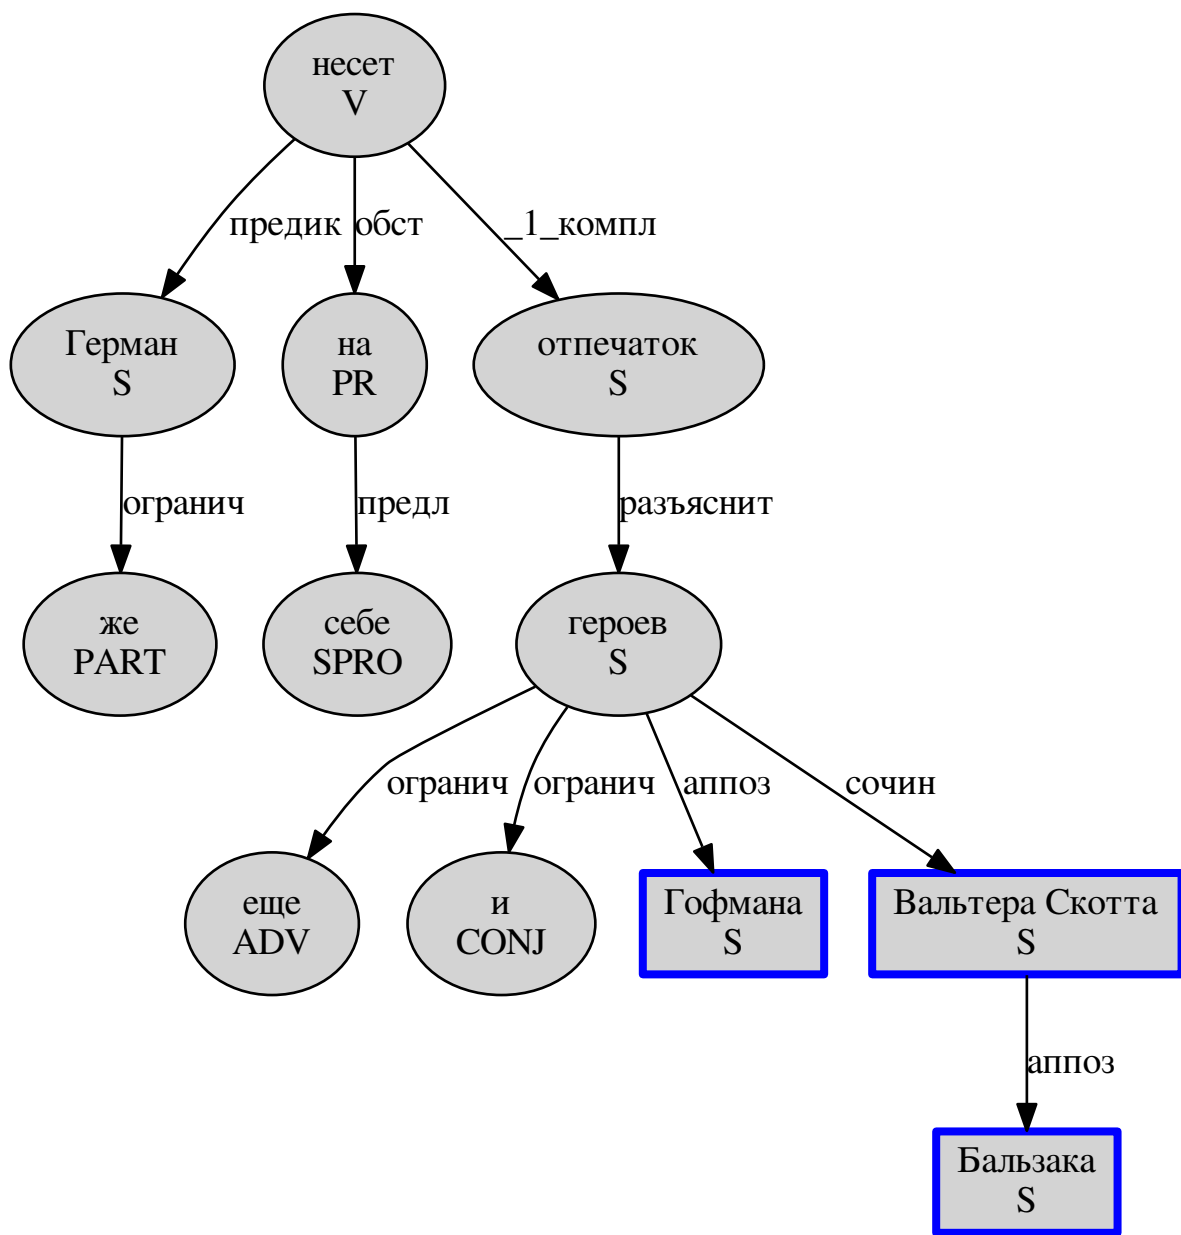 несет
V
предик
обст
_1_компл
Герман
S
на
PR
отпечаток
S
огранич
предл
разъяснит
же
PART
себе
SPRO
героев
S
огранич
огранич
аппоз
сочин
еще
ADV
и
CONJ
Гофмана
S
Вальтера Скотта
S
аппоз
Бальзака
S